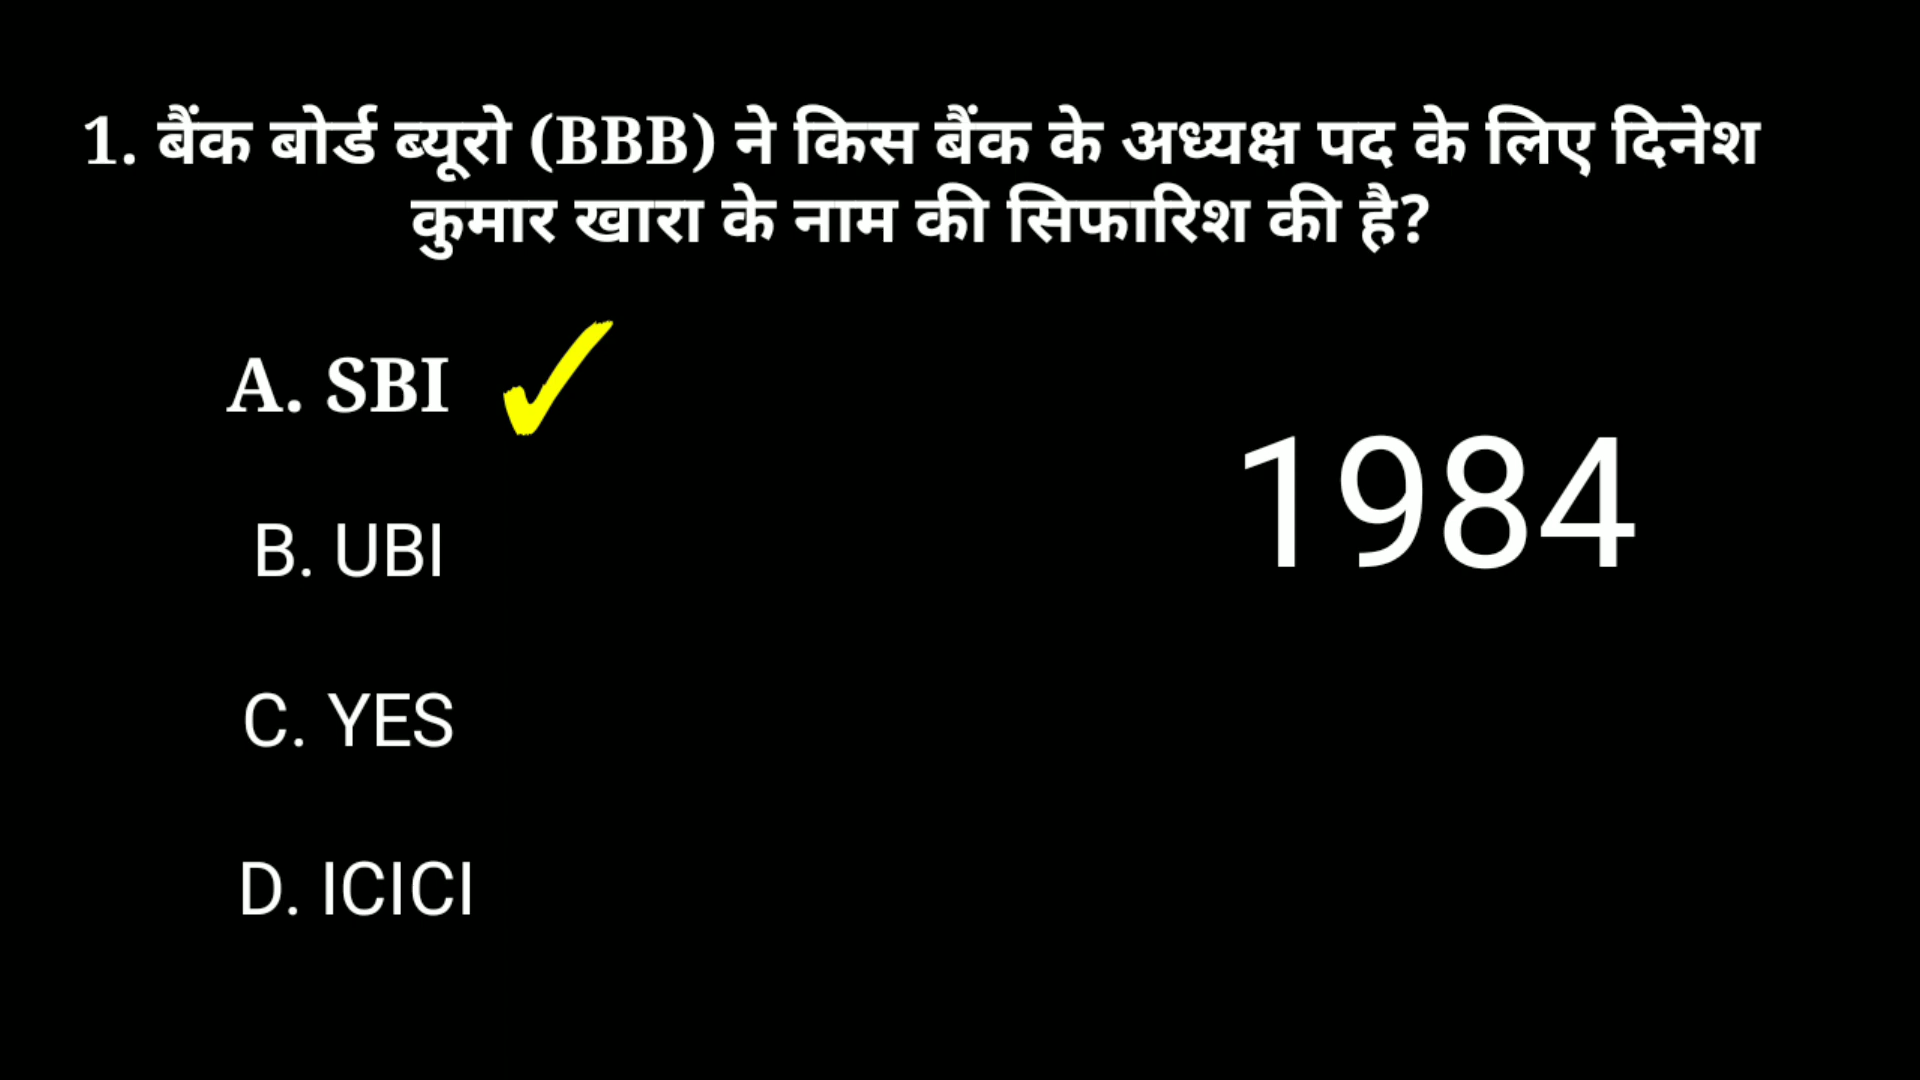 1. बैंक बोर्ड ब्यूरो (BBB) ने किस बैंक के अध्यक्ष पद के लिए दिनेश
कुमार खारा के नाम की सिफारिश की है?
A. SBI
1984
B. UBI
C. YES
D. ICICI